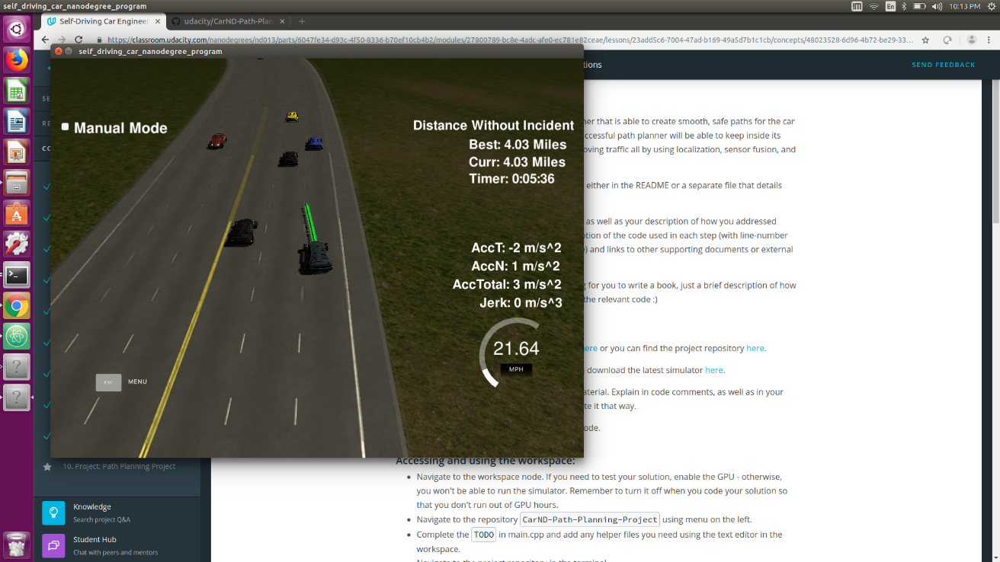 self_driving_car_nanodegree_program
En
10:13 PM
Self-Driving Car Engineer
udacity/CarND-Path-Plan
https://classroom.udacity.com/nanodegrees/nd013/parts/6047fe34-d93c-4f50-8336-b70ef10cb4b2/modules/27800789-bc8e-4adc-afe0-ec781e82ceae/lessons/23add5c6-7004-47ad-b169-49a5d7b1c1cb/concepts/48023528-6d96-4b72-be29-33...
self_driving_car_nanodegree_program
tions
SEND FEEDBACK
SE
RE
CO
Manual Mode
Distance Without Incident
Best: 4.03 Miles
Curr: 4.03 Miles
Timer: 0:05:36
AccT: -2 m/s^2
AccN: 1 m/s^2
AccTotal: 3 m/s^2
Jerk: 0 m/s^3
21.64
MPH
ESC
MENU
ner that is able to create smooth, safe paths for the car
ccessful path planner will be able to keep inside its
oving traffic all by using localization, sensor fusion, and
either in the README or a separate file that details
as well as your description of how you addressed
ption of the code used in each step (with line-number
e) and links to other supporting documents or external
g for you to write a book, just a brief description of how
the relevant code :)
here or you can find the project repository here.
download the latest simulator here.
aterial. Explain in code comments, as well as in your
te it that way.
ode.
10. Project: Path Planning Project
Knowledge
Search project Q&A
Student Hub
Chat with peers and mentors
Accessing and using the workspace:
• Navigate to the workspace node. If you need to test your solution, enable the GPU - otherwise,
you won't be able to run the simulator. Remember to turn it off when you code your solution so
that you don't run out of GPU hours.
• Navigate to the repository CarND-Path-Planning-Project using menu on the left.
• Complete the TODO in main.cpp and add any helper files you need using the text editor in the
workspace.
• Navigate to the project repository in the terminal